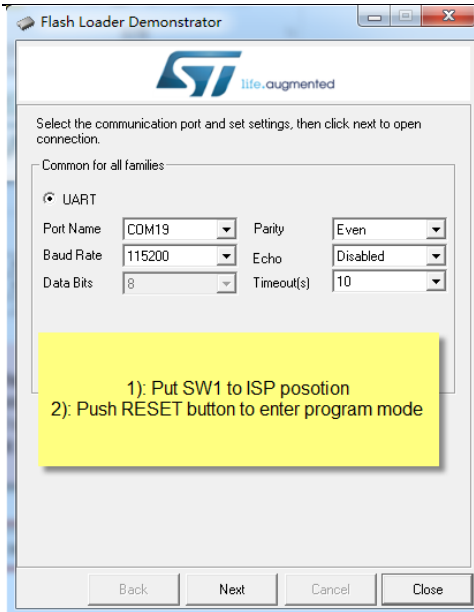 Flash Loader Demonstrator
life.augmented
Select the communication port and set settings, then click next to open
connection.
Common for all families
UART
Port Name COM19 Parity Even
Baud Rate 115200 Echo Disabled
Data Bits 8 Timeout(s) 10
1): Put SW1 to ISP posotion
2): Push RESET button to enter program mode
Back Next Cancel Close